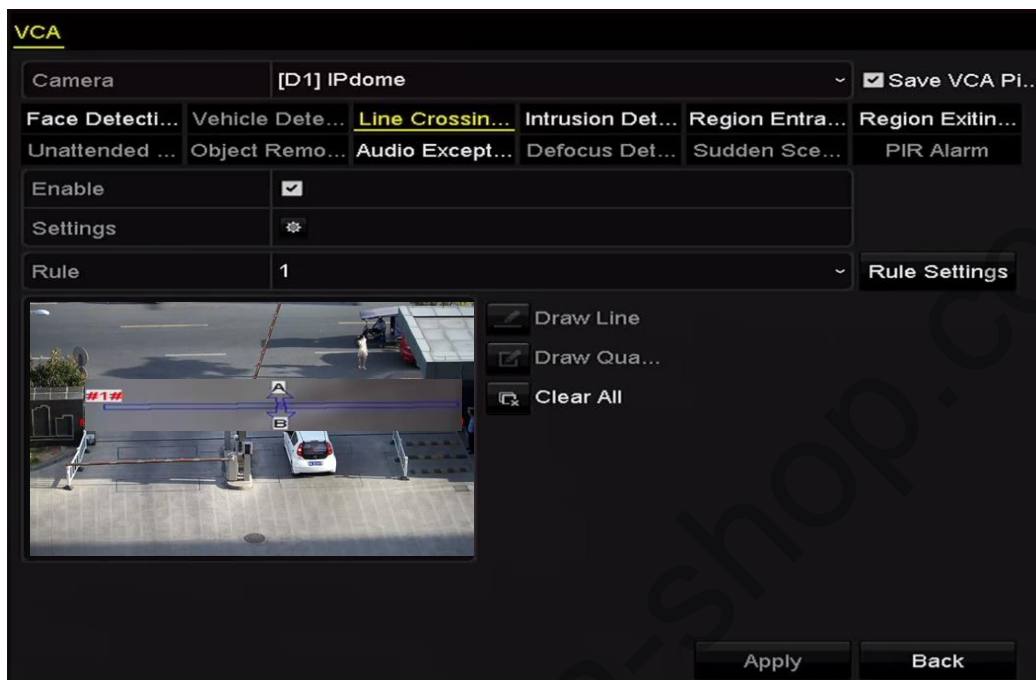 VCA
Camera [D1] IPdome Save VCA Pi...
Face Detecti... Vehicle Dete... Line Crossin... Intrusion Det... Region Entra... Region Exitin...
Unattended ... Object Remo... Audio Except... Defocus Det... Sudden Sce... PIR Alarm
Enable
Settings
Rule 1 Rule Settings
Draw Line
Draw Qua...
Clear All
#1#
A
B
Apply Back